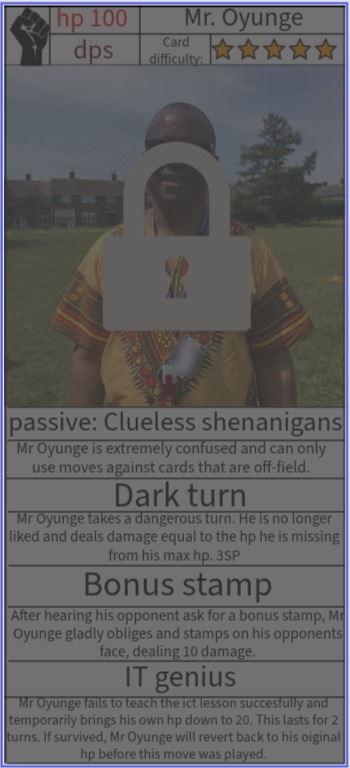 hp 100
Mr. Oyunge
dps
Card
difficulty:
passive: Clueless shenanigans
Mr Oyunge is extremely confused and can only
use moves against cards that are off-field.
Dark turn
Mr Oyunge takes a dangerous turn. He is no longer
liked and deals damage equal to the hp he is missing
from his max hp. 3SP
Bonus stamp
After hearing his opponent ask for a bonus stamp, Mr
Oyunge gladly obliges and stamps on his opponents
face, dealing 10 damage.
IT genius
Mr Oyunge fails to teach the ict lesson succesfully and
temporarily brings his own hp down to 20. This lasts for 2
turns. If survived, Mr Oyunge will revert back to his oiginal
hp before this move was played.